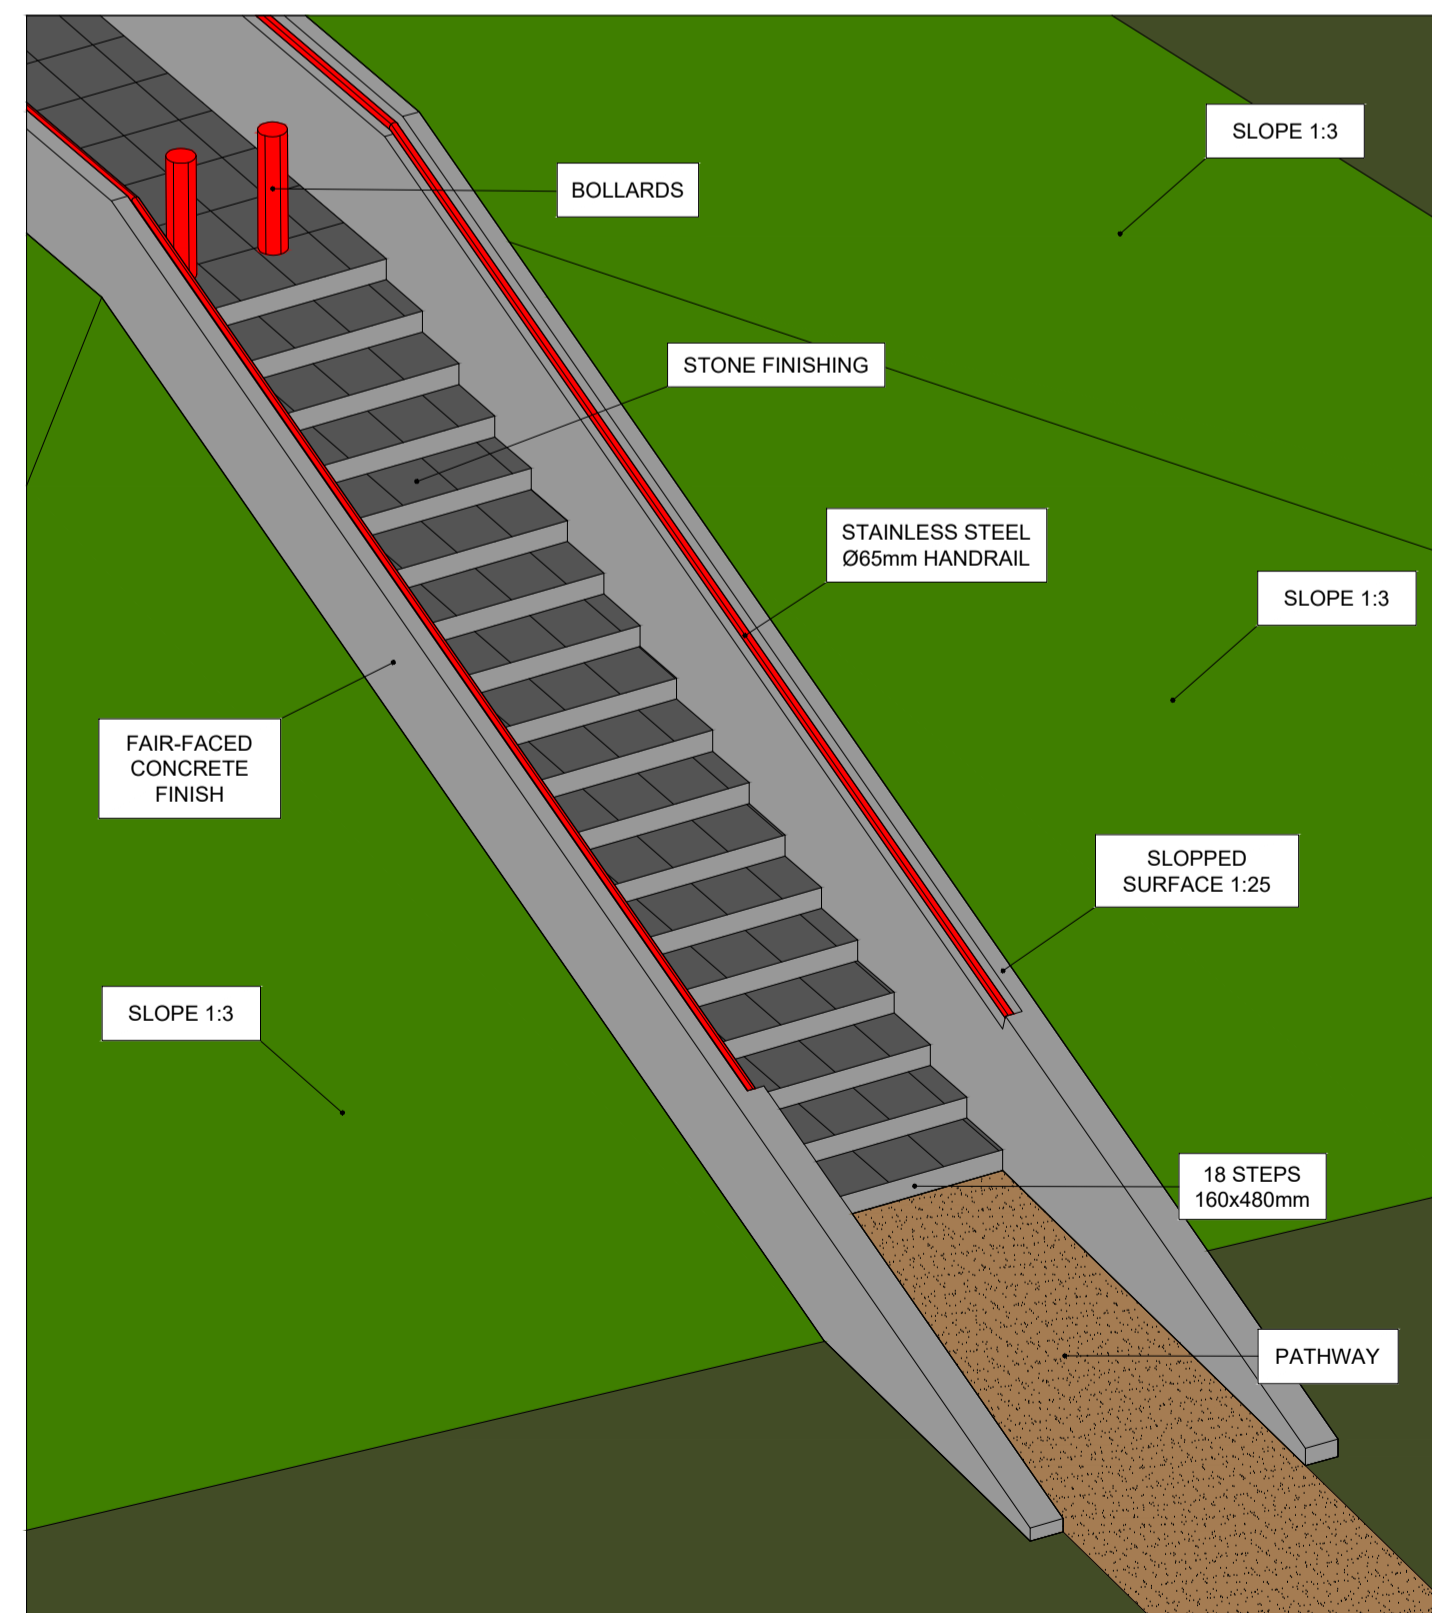 SLOPE 1:3
BOLLARDS
STONE FINISHING
STAINLESS STEEL
Ø65mm HANDRAIL
SLOPE 1:3
FAIR-FACED
CONCRETE
FINISH
SLOPPED
SURFACE 1:25
SLOPE 1:3
18 STEPS
160x480mm
PATHWAY